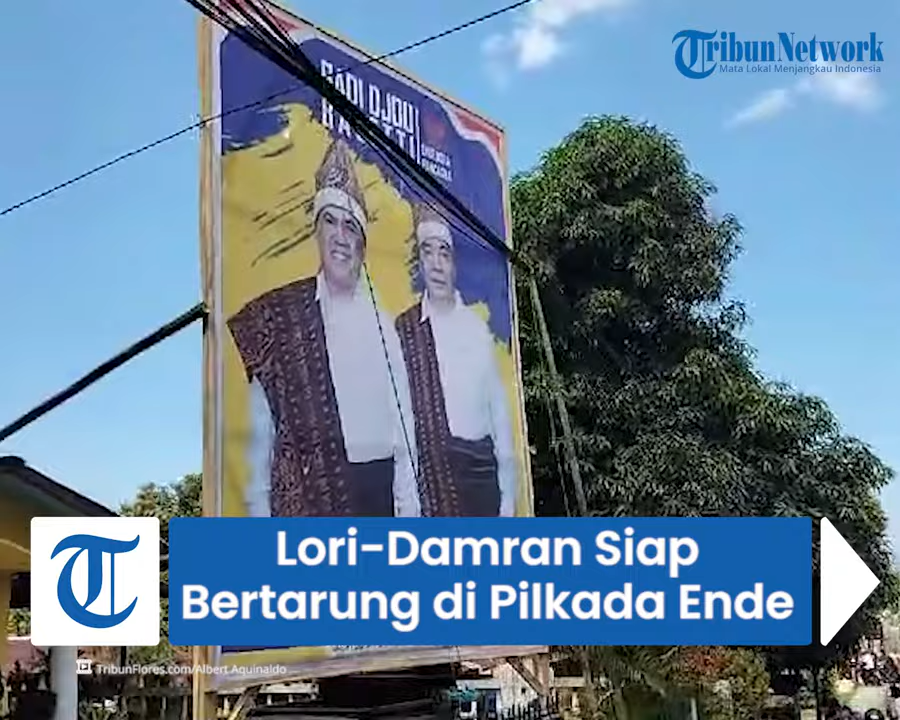 TribunNetwork
Mata Lokal Menjangkau Indonesia
Lori-Damran Siap
Bertarung di Pilkada Ende
TribunFlores.com/Albert Aquinaldo